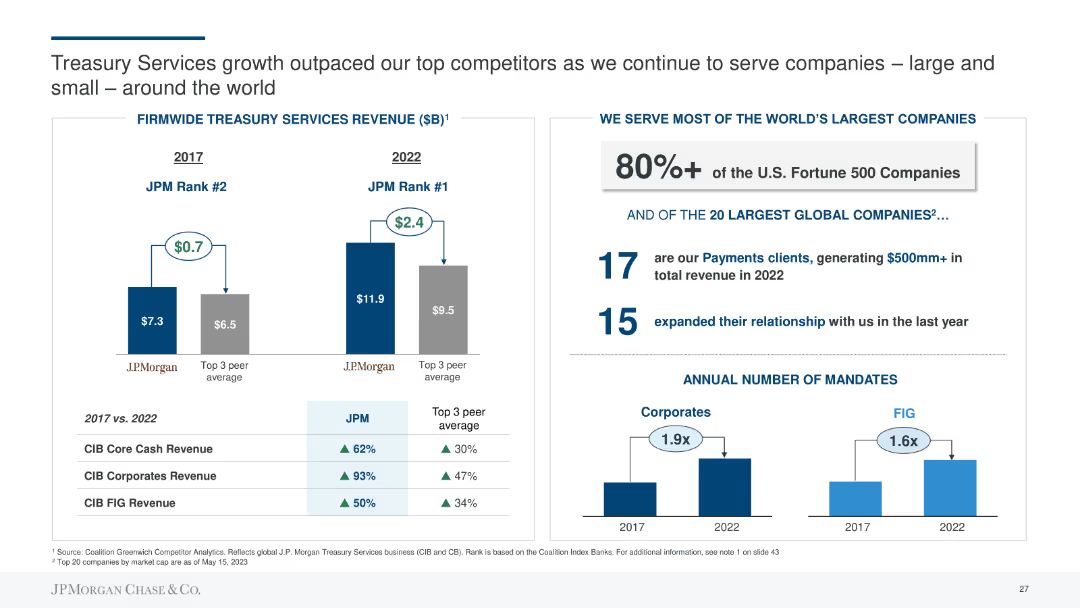 Treasury Services growth outpaced our top competitors as we continue to serve companies – large and
small – around the world
FIRMWIDE TREASURY SERVICES REVENUE ($B)¹
2017
2022
JPM Rank #2
JPM Rank #1
$0.7
$2.4
$7.3
$6.5
$11.9
$9.5
J.P.Morgan
Top 3 peer
average
J.P.Morgan
Top 3 peer
average
2017 vs. 2022 JPM Top 3 peer
average
CIB Core Cash Revenue ▲ 62% ▲ 30%
CIB Corporates Revenue ▲ 93% ▲ 47%
CIB FIG Revenue ▲ 50% ▲ 34%
WE SERVE MOST OF THE WORLD'S LARGEST COMPANIES
80%+ of the U.S. Fortune 500 Companies
AND OF THE 20 LARGEST GLOBAL COMPANIES²…
17 are our Payments clients, generating $500mm+ in
total revenue in 2022
15 expanded their relationship with us in the last year
ANNUAL NUMBER OF MANDATES
Corporates
FIG
1.9x
1.6x
2017
2022
2017
2022
¹ Source: Coalition Greenwich Competitor Analytics. Reflects global J.P. Morgan Treasury Services business (CIB and CB). Rank is based on the Coalition Index Banks. For additional information, see note 1 on slide 43
² Top 20 companies by market cap are as of May 15, 2023
JPMORGAN CHASE & CO.
27